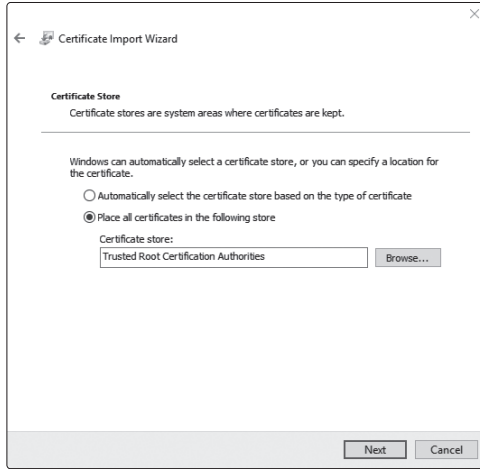 Certificate Import Wizard
Certificate Store
Certificate stores are system areas where certificates are kept.
Windows can automatically select a certificate store, or you can specify a location for
the certificate.
Automatically select the certificate store based on the type of certificate
Place all certificates in the following store
Certificate store:
Trusted Root Certification Authorities
Browse...
Next
Cancel